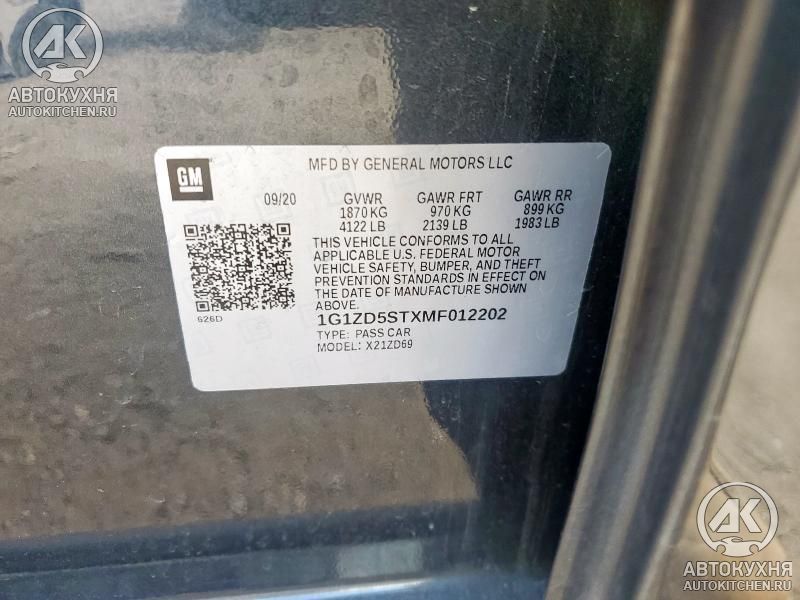 AK
АВТОКУХНЯ
AUTOKITCHEN.RU
GM
MFD BY GENERAL MOTORS LLC
09/20 GVWR GAWR FRT GAWR RR
1870 KG 970 KG 899 KG
4122 LB 2139 LB 1983 LB
THIS VEHICLE CONFORMS TO ALL
APPLICABLE U.S. FEDERAL MOTOR
VEHICLE SAFETY, BUMPER, AND THEFT
PREVENTION STANDARDS IN EFFECT ON
THE DATE OF MANUFACTURE SHOWN
ABOVE.
626D
1G1ZD5STXMF012202
TYPE: PASS CAR
MODEL: X21ZD69
AK
АВТОКУХНЯ
AUTOKITCHEN.RU